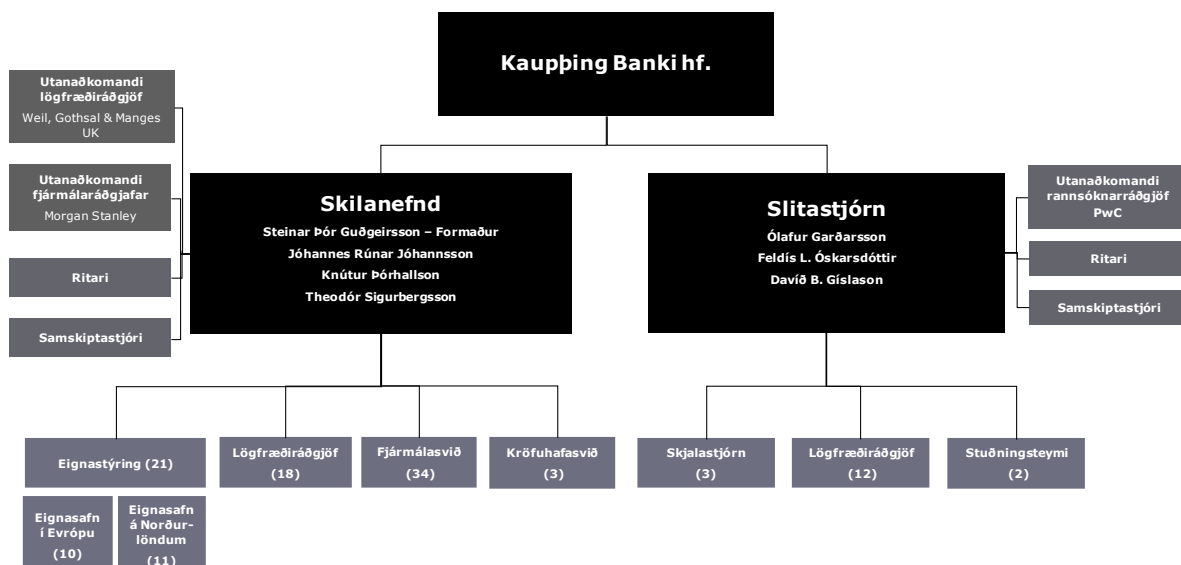 Kaupþing Banki hf.
Utanaðkomandi
lögfræðiráðgjöf
Weil, Gothsal & Manges
UK
Utanaðkomandi
fjármálaráðgjafar
Morgan Stanley
Ritari
Samskiptastjóri
Skilanefnd
Steinar Þór Guðgeirsson – Formaður
Jóhannes Rúnar Jóhannsson
Knútur Þórhallson
Theodór Sigurbergsson
Slitastjórn
Ólafur Garðarsson
Feldís L. Óskarsdóttir
Davíð B. Gíslason
Utanaðkomandi
rannsóknarráðgjöf
PwC
Ritari
Samskiptastjóri
Eignastýring (21)
Lögfræðiráðgjöf
(18)
Fjármálasvið
(34)
Kröfuhafasvið
(3)
Skjalastjórn
(3)
Lögfræðiráðgjöf
(12)
Stuðningsteymi
(2)
Eignasafn
í Evrópu
(10)
Eignasafn
á Norður-
löndum
(11)